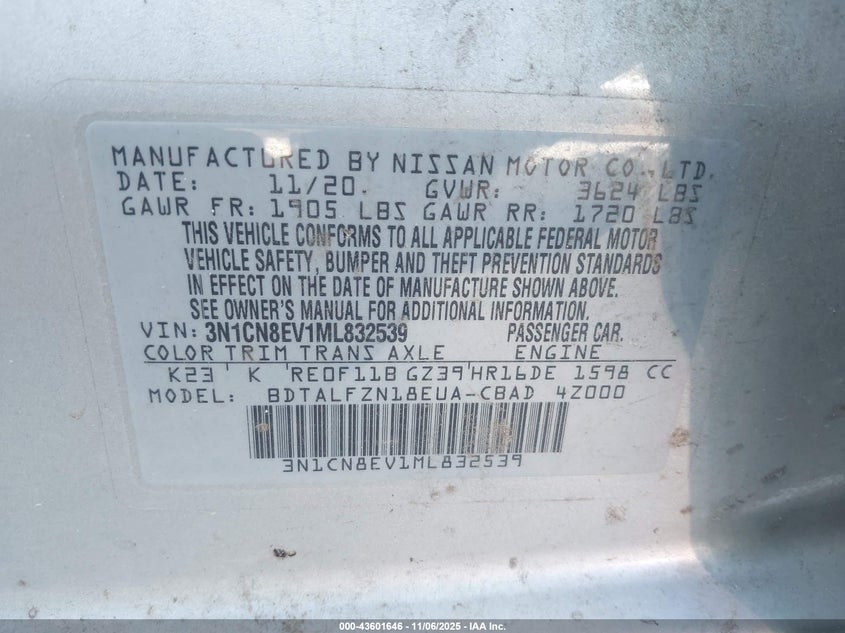 MANUFACTURED BY NISSAN MOTOR CO., LTD.
DATE: 11/20. GVWR: 3624 LBS
GAWR FR: 1905 LBS GAWR RR: 1720 LBS
THIS VEHICLE CONFORMS TO ALL APPLICABLE FEDERAL MOTOR
VEHICLE SAFETY, BUMPER AND THEFT PREVENTION STANDARDS
IN EFFECT ON THE DATE OF MANUFACTURE SHOWN ABOVE.
SEE OWNER'S MANUAL FOR ADDITIONAL INFORMATION.
VIN: 3N1CN8EV1ML832539 PASSENGER CAR.
COLOR TRIM TRANS AXLE ENGINE
K23 K RE0F11B GZ39 HR16DE 1598 CC
MODEL: BDTALFZN18EUA-CBAD 4Z000
3N1CN8EV1ML832539
000-43601646 - 11/06/2025 - IAA Inc.